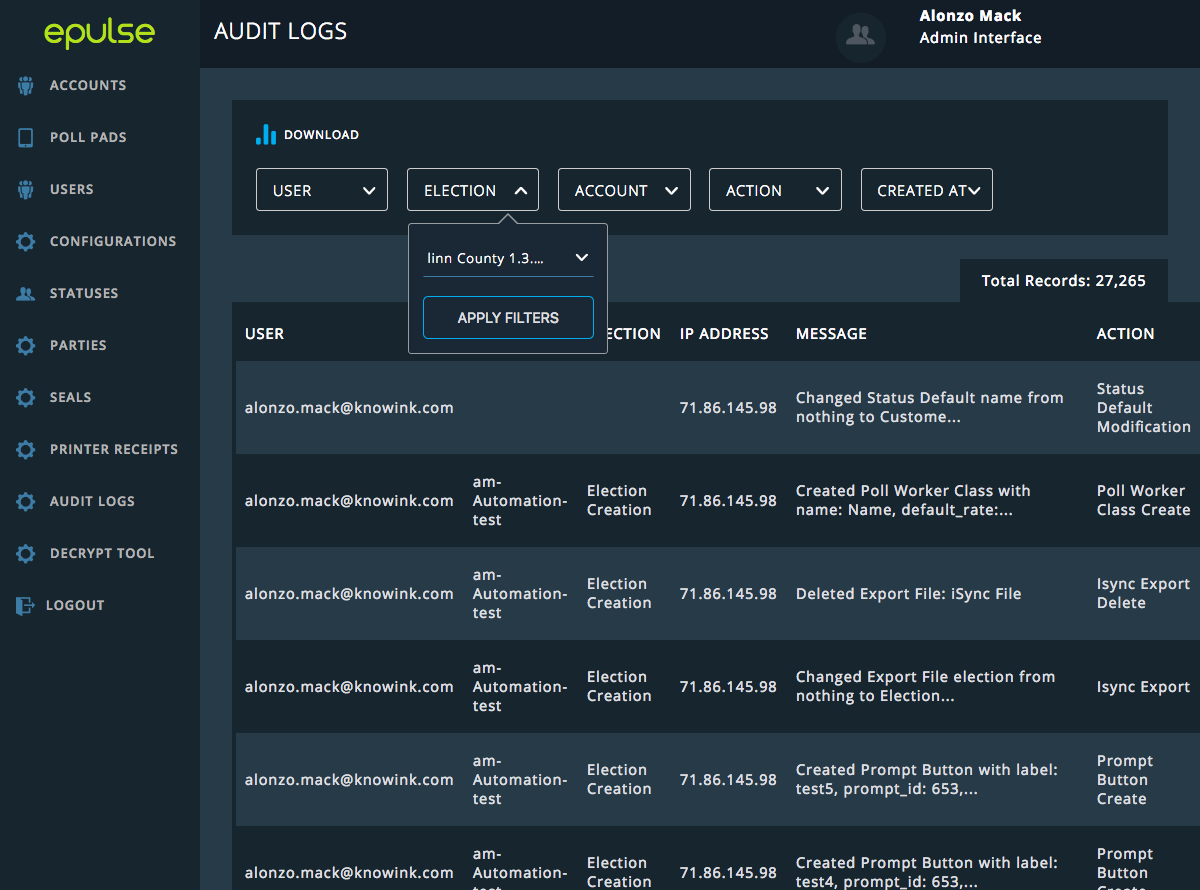 epulse
AUDIT LOGS
Alonzo Mack
Admin Interface
ACCOUNTS
POLL PADS
USERS
CONFIGURATIONS
STATUSES
PARTIES
SEALS
PRINTER RECEIPTS
AUDIT LOGS
DECRYPT TOOL
LOGOUT
DOWNLOAD
USER
ELECTION
ACCOUNT
ACTION
CREATED AT
linn County 1.3....
APPLY FILTERS
Total Records: 27,265
USER
ECTION
IP ADDRESS
MESSAGE
ACTION
alonzo.mack@knowink.com
71.86.145.98
Changed Status Default name from
nothing to Custome...
Status
Default
Modification
alonzo.mack@knowink.com
am-
Automation-
test
Election
Creation
71.86.145.98
Created Poll Worker Class with
name: Name, default_rate:...
Poll Worker
Class Create
alonzo.mack@knowink.com
am-
Automation-
test
Election
Creation
71.86.145.98
Deleted Export File: iSync File
Isync Export
Delete
alonzo.mack@knowink.com
am-
Automation-
test
Election
Creation
71.86.145.98
Changed Export File election from
nothing to Election...
Isync Export
alonzo.mack@knowink.com
am-
Automation-
test
Election
Creation
71.86.145.98
Created Prompt Button with label:
test5, prompt_id: 653,...
Prompt
Button
Create
alonzo.mack@knowink.com
am-
Automation-
Election
Creation
71.86.145.98
Created Prompt Button with label:
test4, prompt_id: 653,...
Prompt
Button